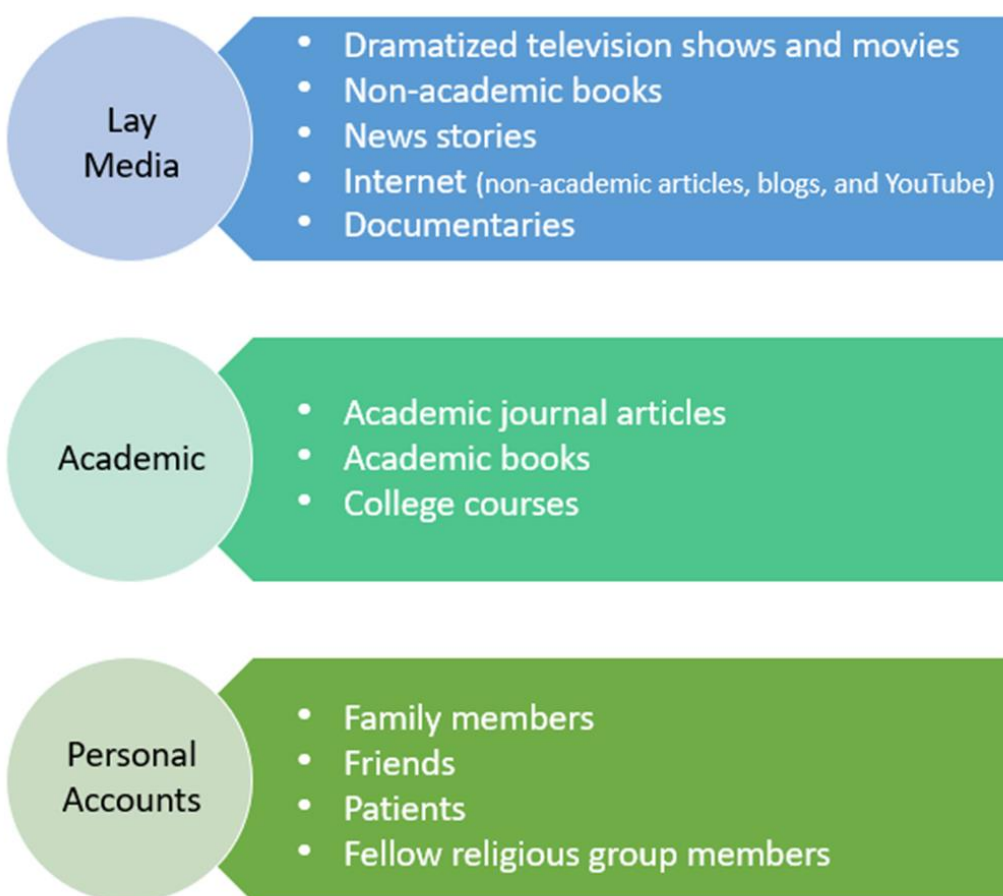 Lay
Media
• Dramatized television shows and movies
• Non-academic books
• News stories
• Internet (non-academic articles, blogs, and YouTube)
• Documentaries
Academic
• Academic journal articles
• Academic books
• College courses
Personal
Accounts
• Family members
• Friends
• Patients
• Fellow religious group members